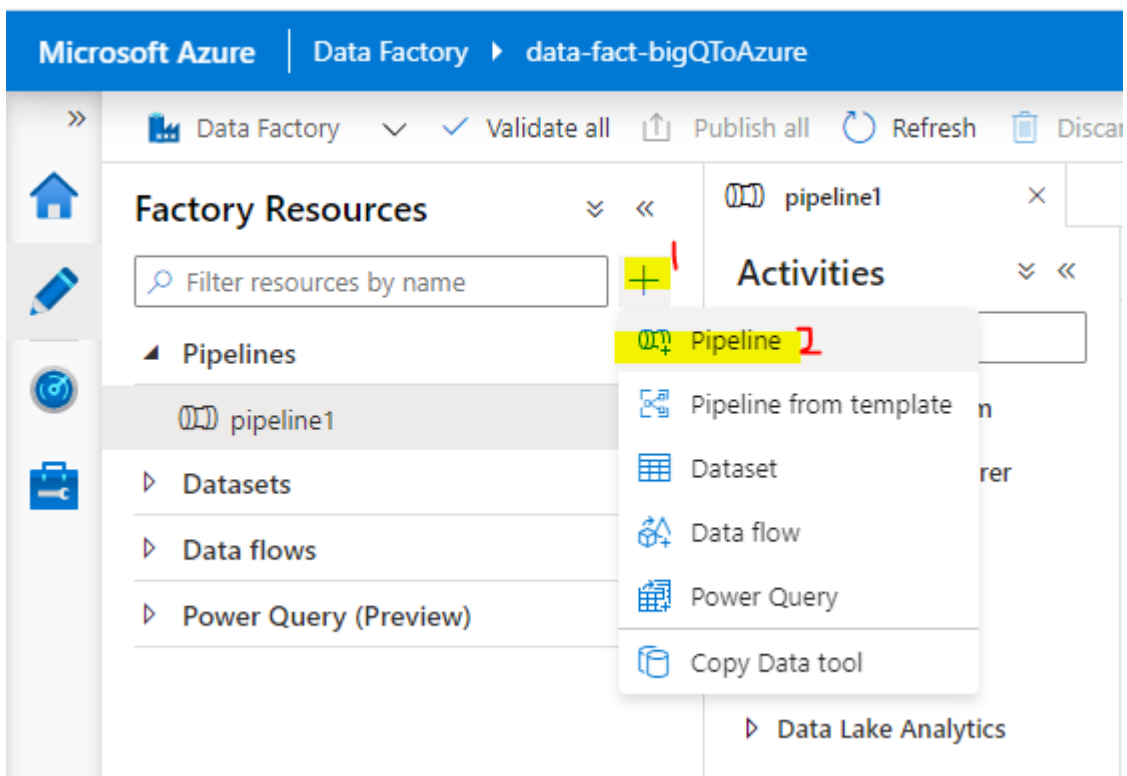 Microsoft Azure Data Factory data-fact-bigQToAzure
Data Factory Validate all Publish all Refresh Discar
Factory Resources
Filter resources by name
1
Pipelines
pipeline1
Datasets
Data flows
Power Query (Preview)
pipeline1
Activities
Pipeline 2
Pipeline from template
Dataset
rer
Data flow
Power Query
Copy Data tool
Data Lake Analytics